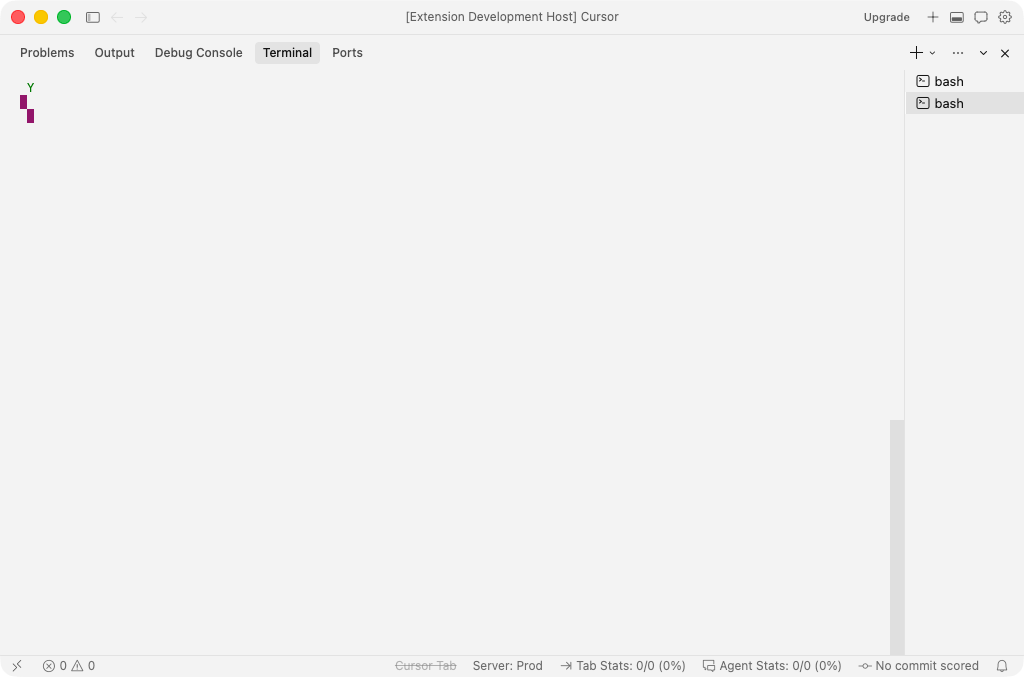 [Extension Development Host] Cursor
Upgrade
Problems Output Debug Console Terminal Ports
Y
bash
bash
0 0 Cursor Tab Server: Prod Tab Stats: 0/0 (0%) Agent Stats: 0/0 (0%) No commit scored